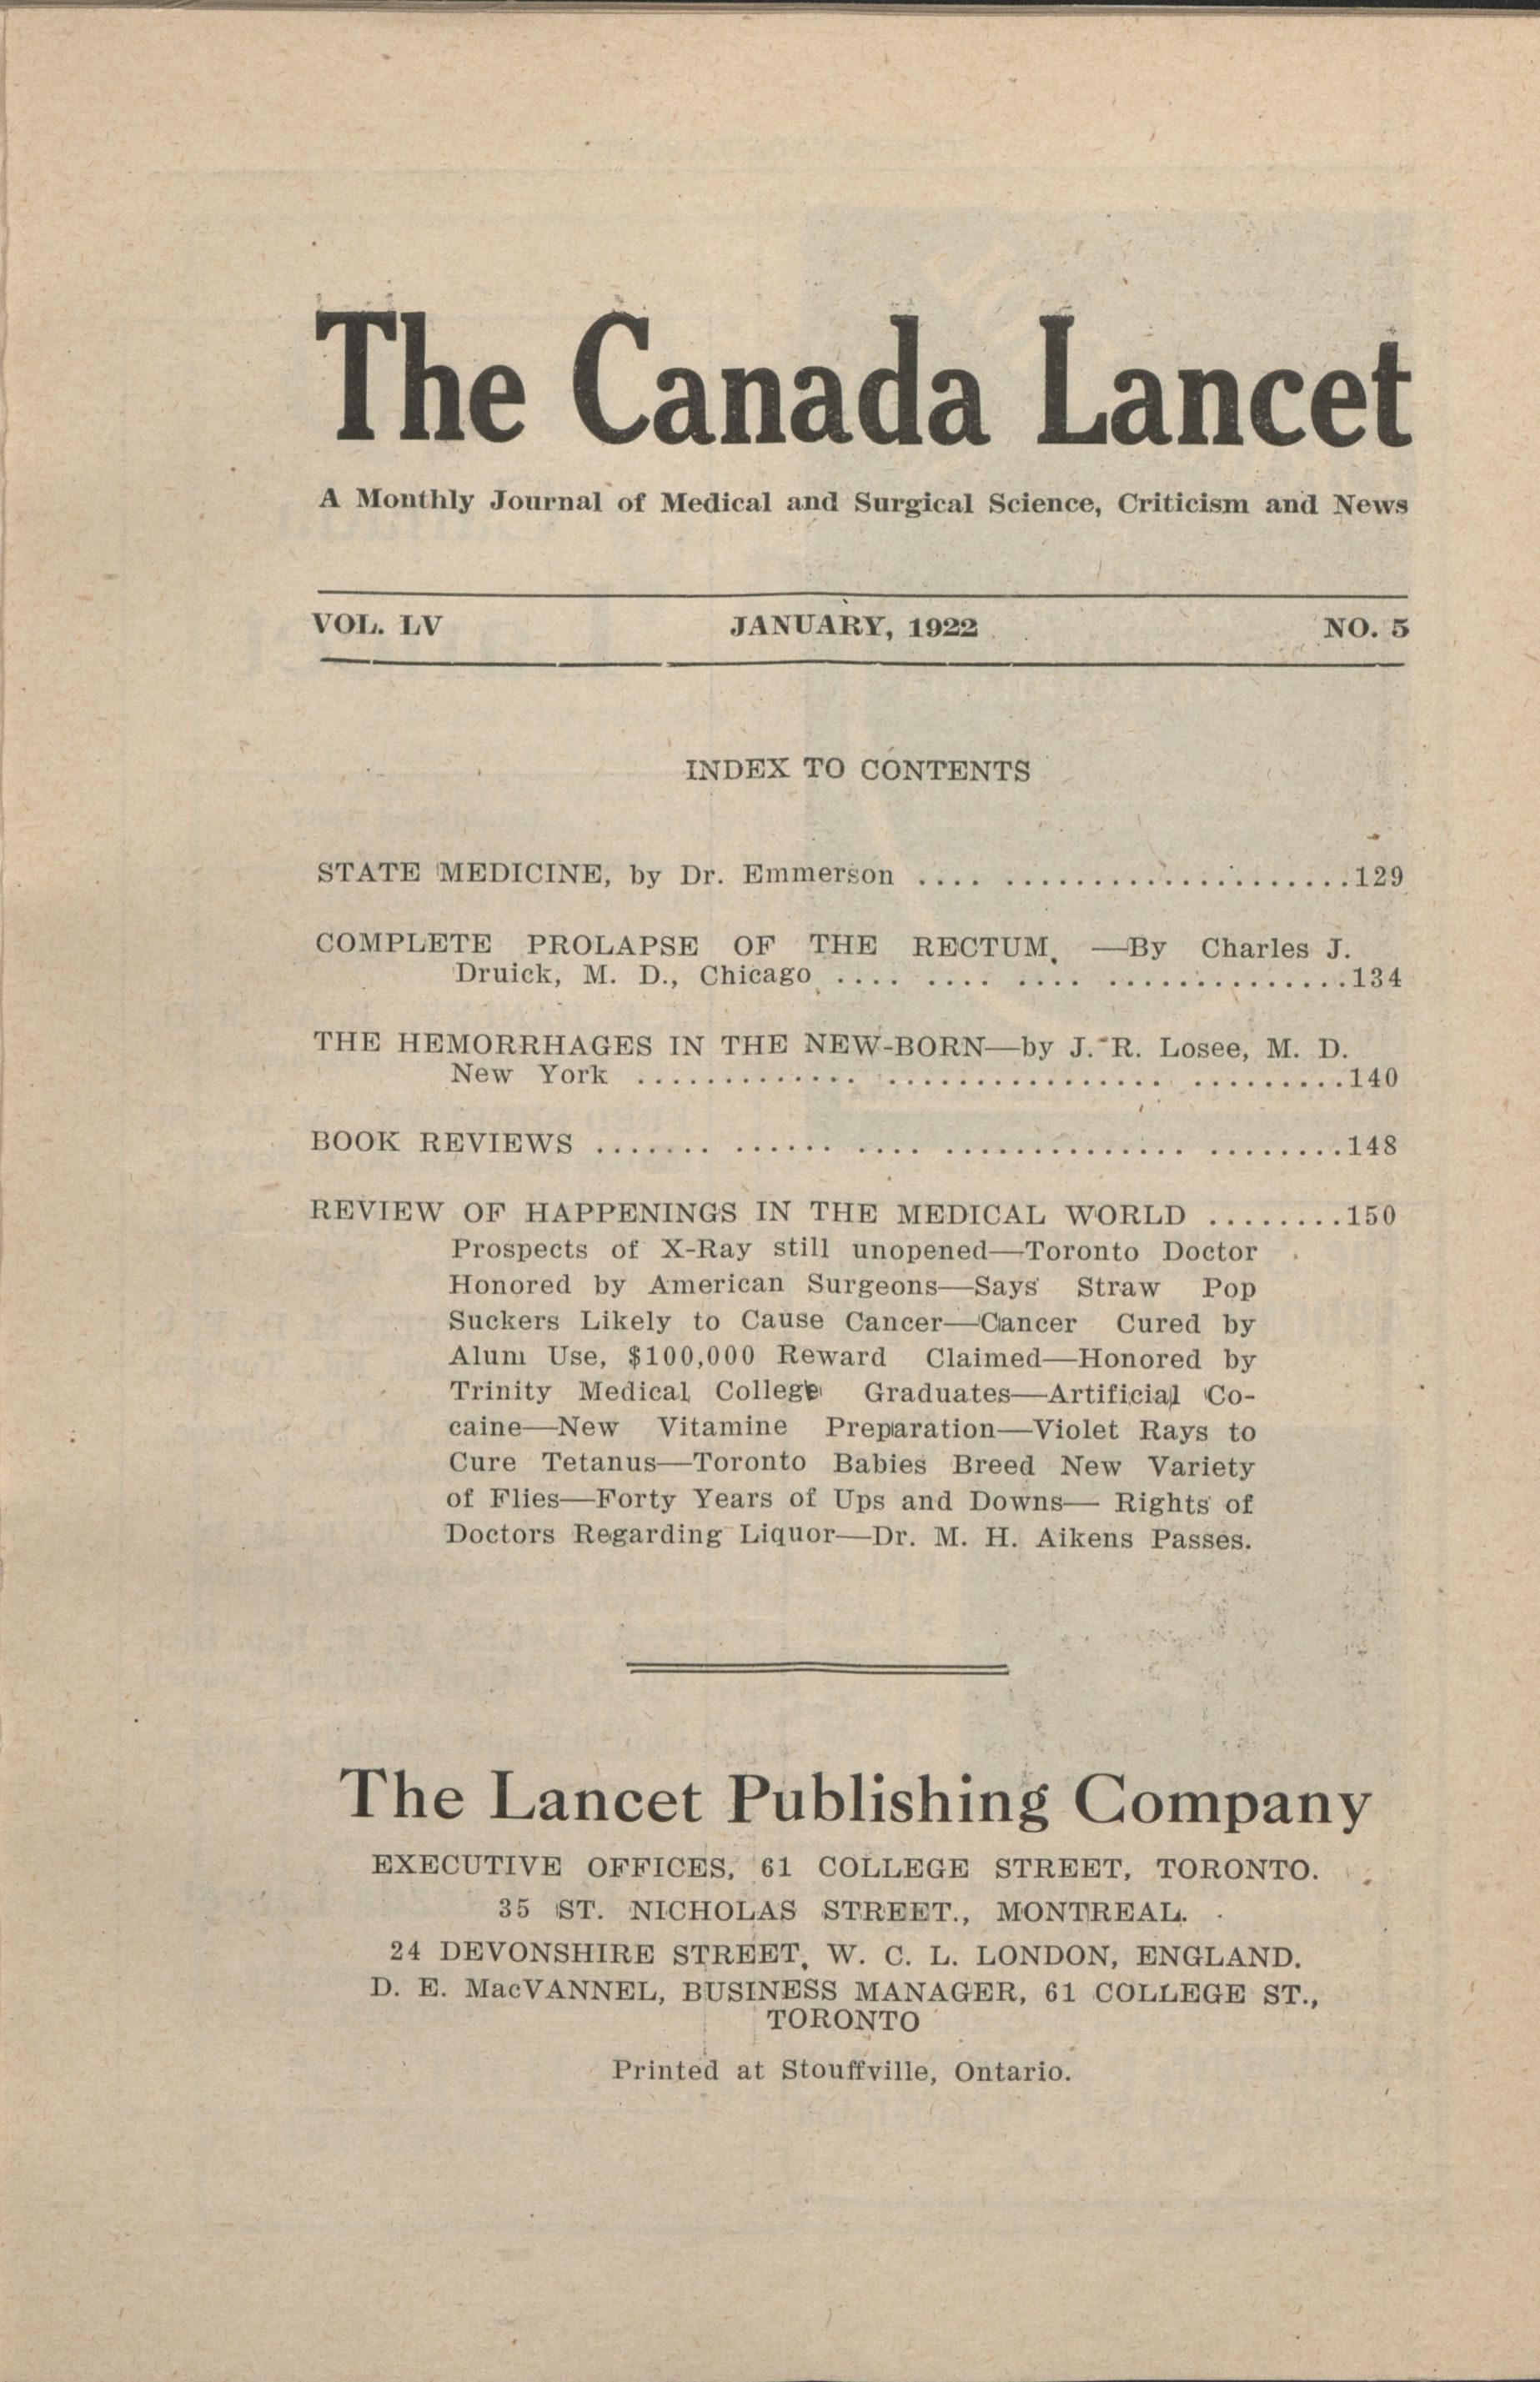 The Canada Lancet
A Monthly Journal of Medical and Surgical Science, Criticism and News
VOL. LV JANUARY, 1922 NO. 5
INDEX TO CONTENTS
STATE MEDICINE, by Dr. Emmerson .... ........................129
COMPLETE PROLAPSE OF THE RECTUM, —By Charles J.
Druick, M. D., Chicago .... .... .... .................134
THE HEMORRHAGES IN THE NEW-BORN—by J. R. Losee, M. D.
New York ............. ................... ..........140
BOOK REVIEWS ....... ...... .... .............. .........148
REVIEW OF HAPPENINGS IN THE MEDICAL WORLD ........150
Prospects of X-Ray still unopened—Toronto Doctor
Honored by American Surgeons—Says Straw Pop
Suckers Likely to Cause Cancer—Cancer Cured by
Alum Use, $100,000 Reward Claimed—Honored by
Trinity Medical College Graduates—Artificial Co-
caine—New Vitamine Preparation—Violet Rays to
Cure Tetanus—Toronto Babies Breed New Variety
of Flies—Forty Years of Ups and Downs— Rights of
Doctors Regarding Liquor—Dr. M. H. Aikens Passes.
The Lancet Publishing Company
EXECUTIVE OFFICES, 61 COLLEGE STREET, TORONTO.
35 ST. NICHOLAS STREET., MONTREAL.
24 DEVONSHIRE STREET, W. C. L. LONDON, ENGLAND.
D. E. MacVANNEL, BUSINESS MANAGER, 61 COLLEGE ST.,
TORONTO
Printed at Stouffville, Ontario.